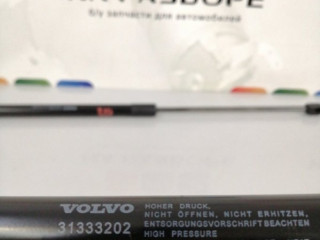 б/у запчасти для автомобилей
VOLVO
31333202
HOHER DRUCK,
NICHT ÖFFNEN, NICHT ERHITZEN,
ENTSORGUNGSVORSCHRIFT BEACHTEN
HIGH PRESSURE